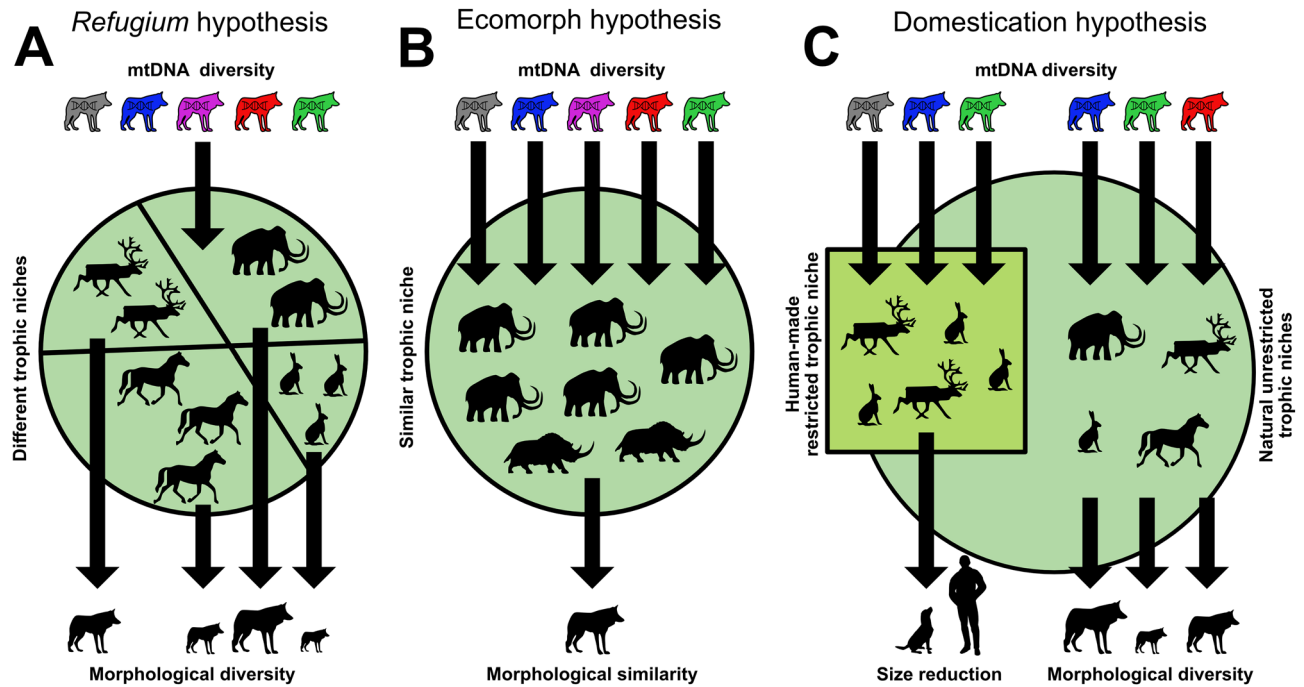 A
Refugium hypothesis
mtDNA diversity
Different trophic niches
Morphological diversity
B
Ecomorph hypothesis
mtDNA diversity
Similar trophic niche
Morphological similarity
C
Domestication hypothesis
mtDNA diversity
Human-made
restricted trophic niche
Natural unrestricted
trophic niches
Size reduction
Morphological diversity